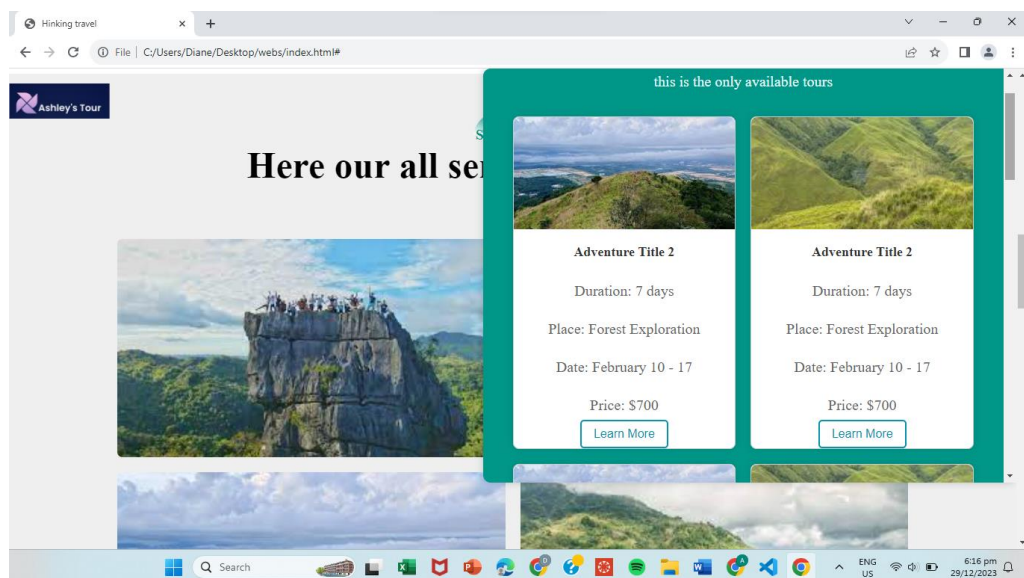 Hinking travel
File | C:/Users/Diane/Desktop/webs/index.html#
this is the only available tours
Ashley's Tour
S
Here our all se
Adventure Title 2
Duration: 7 days
Place: Forest Exploration
Date: February 10 - 17
Price: $700
Learn More
Adventure Title 2
Duration: 7 days
Place: Forest Exploration
Date: February 10 - 17
Price: $700
Learn More
Search
ENG
US
6:16 pm
29/12/2023